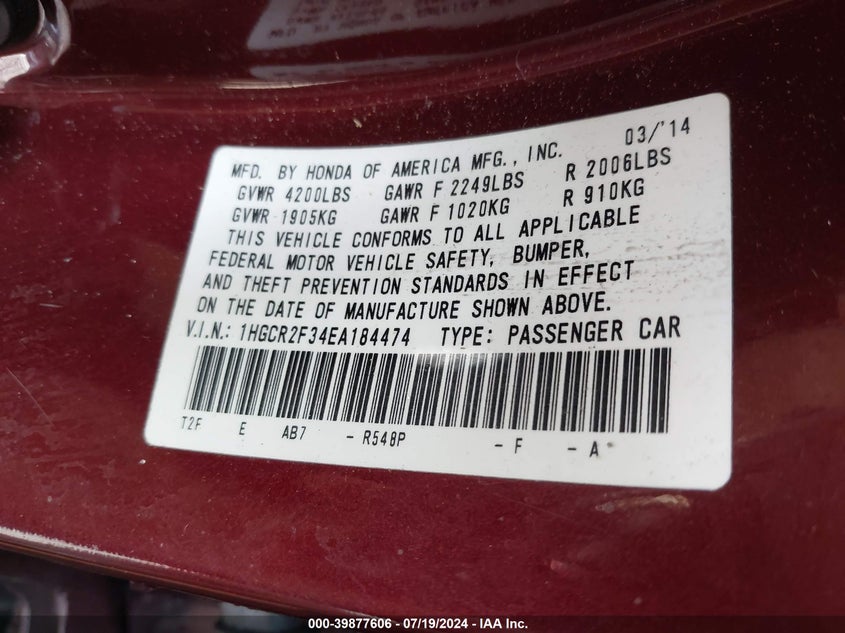 MFD. BY HONDA OF AMERICA MFG., INC. 03/'14
GVWR 4200LBS GAWR F 2249LBS R 2006LBS
GVWR 1905KG GAWR F 1020KG R 910KG
THIS VEHICLE CONFORMS TO ALL APPLICABLE
FEDERAL MOTOR VEHICLE SAFETY, BUMPER,
AND THEFT PREVENTION STANDARDS IN EFFECT
ON THE DATE OF MANUFACTURE SHOWN ABOVE.
V.I.N.: 1HGCR2F34EA184474 TYPE: PASSENGER CAR
T2F E AB7 - R548P - F - A
000-39877606 - 07/19/2024 - IAA Inc.